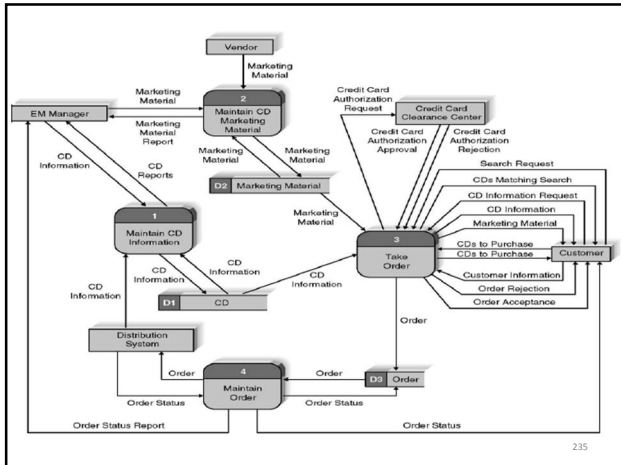 Vendor
Marketing
Material
Marketing
Material
EM Manager
Marketing
Material
Report
2
Maintain CD
Marketing
Material
Credit Card
Authorization
Request
Credit Card
Clearance Center
Credit Card
Authorization
Approval
Credit Card
Authorization
Rejection
CD
Information
CD
Reports
Marketing
Material
Marketing
Material
D2 Marketing Material
Marketing
Material
Search Request
CDs Matching Search
CD Information Request
CD Information
Marketing Material
CDs to Purchase
CDs to Purchase
Customer Information
Order Rejection
Order Acceptance
Customer
1
Maintain CD
Information
3
Take
Order
CD
Information
CD
Information
CD
Information
CD
Information
D1 CD
Distribution
System
Order
Order
4
Maintain
Order
Order
D3 Order
Order Status
Order Status
Order Status Report
Order Status
235